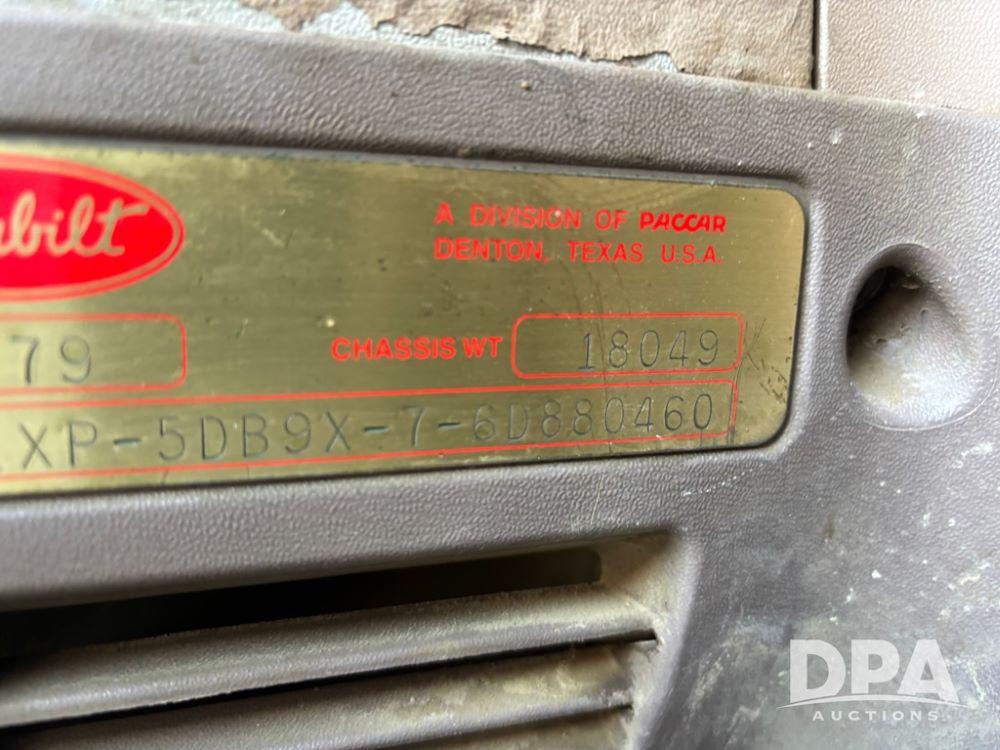 bilt
A DIVISION OF PACCAR
DENTON, TEXAS U.S.A.
79
CHASSIS WT 18049
XP-5DB9X-7-6D880460
DPA
AUCTIONS